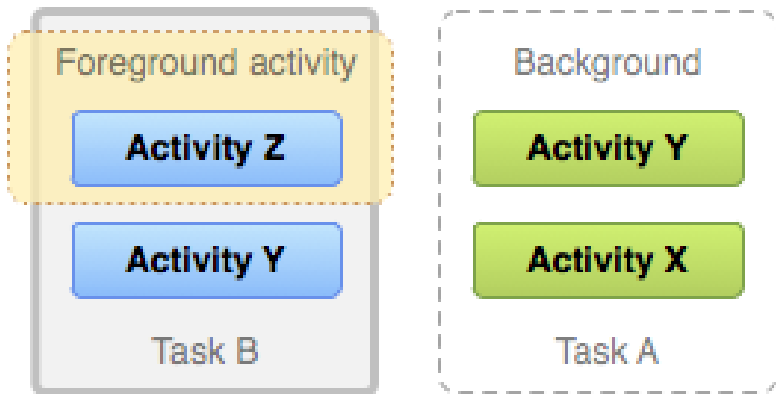 Foreground activity
Activity Z
Activity Y
Task B
Background
Activity Y
Activity X
Task A